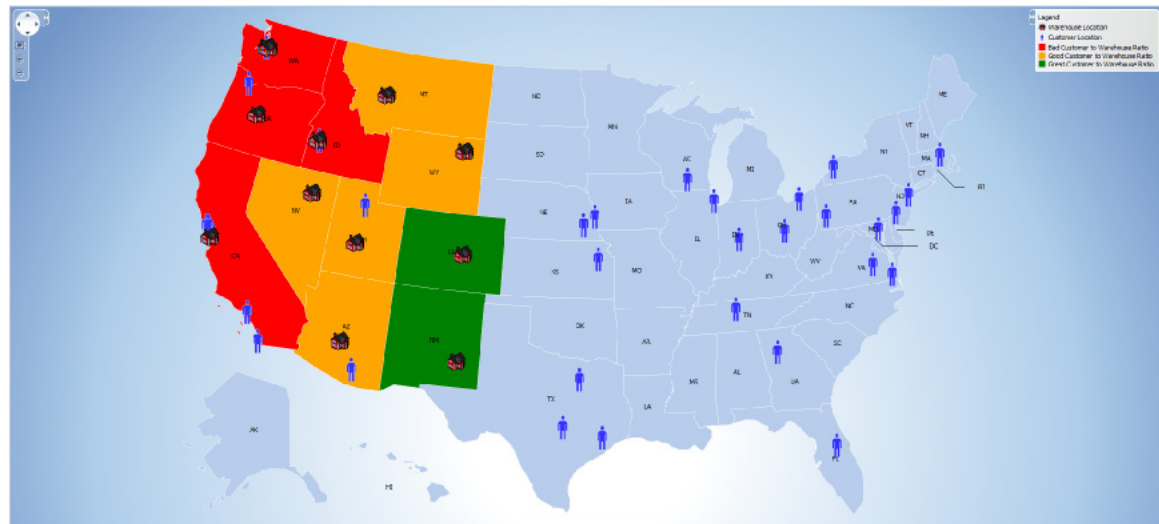 Legend
Warehouse Location
Customer Location
Bad Customer to Warehouse Ratio
Good Customer to Warehouse Ratio
Great Customer to Warehouse Ratio
WA
MT
ME
MN
VT
NH
ID
SD
AC
MI
NY
MA
CT
WY
RI
NV
NE
IA
PA
NJ
CA
IL
DC
KS
MO
WV
VA
KY
AZ
NM
OK
TN
NC
AR
SC
TX
AL
GA
LA
AK
FL
HI